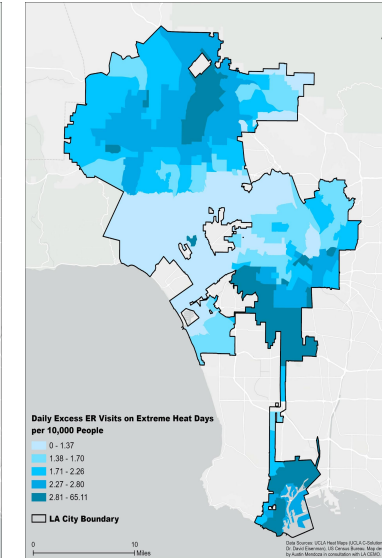 Daily Excess ER Visits on Extreme Heat Days
per 10,000 People
0 - 1.37
1.38 - 1.70
1.71 - 2.26
2.27 - 2.80
2.81 - 65.11
LA City Boundary
0 10
Miles
Data Sources: UCLA Heat Maps (UCLA C-Solutions
Dr. David Eisenman), US Census Bureau, Map design
by Austin Mendoza in consultation with LA CEMO